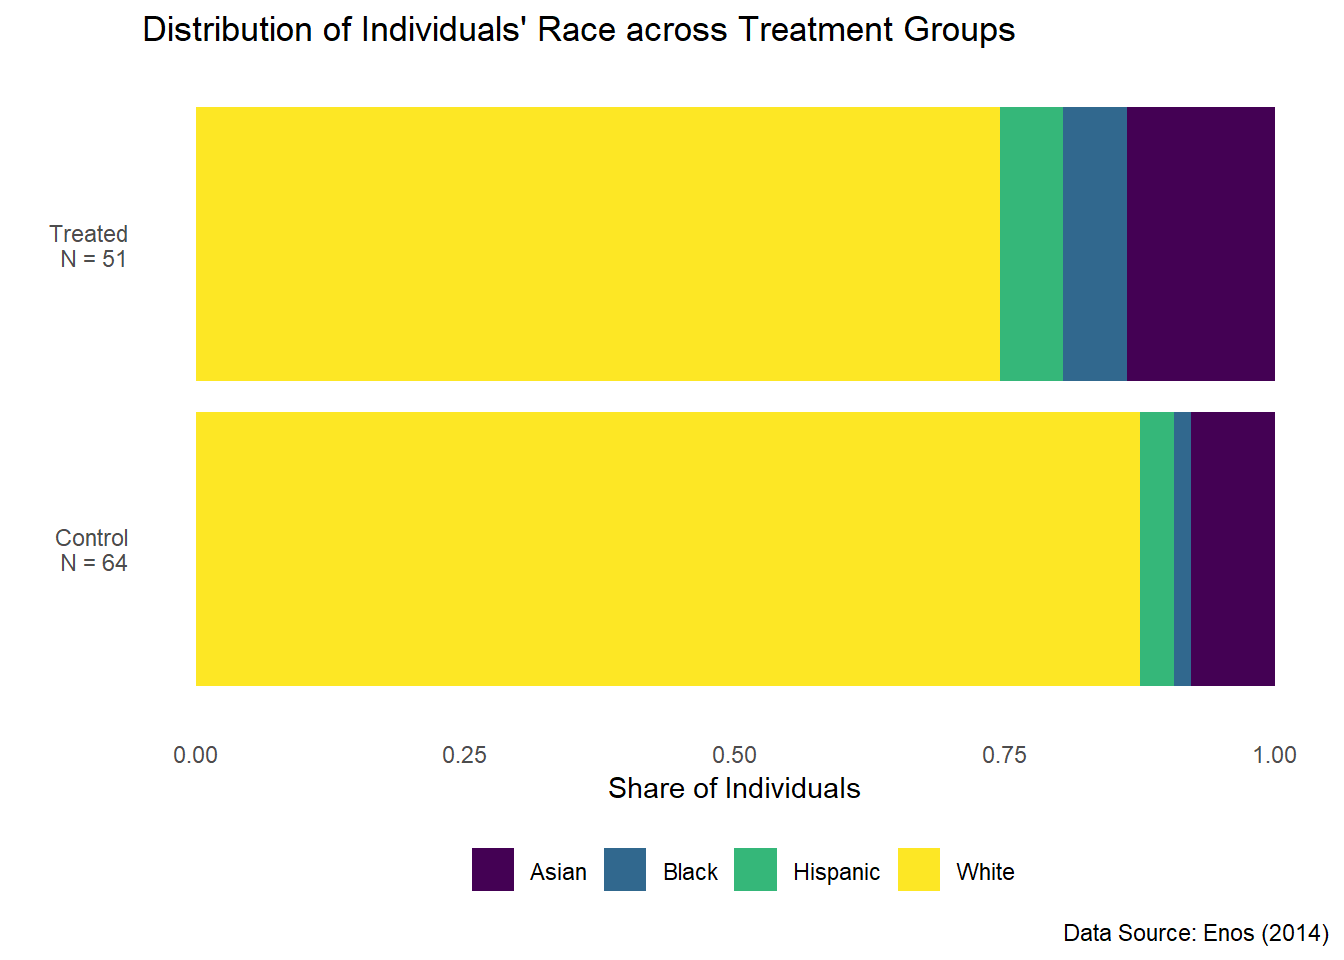 Distribution of Individuals' Race across Treatment Groups
Treated
N = 51
Control
N = 64
0.00 0.25 0.50 0.75 1.00
Share of Individuals
Asian Black Hispanic White
Data Source: Enos (2014)